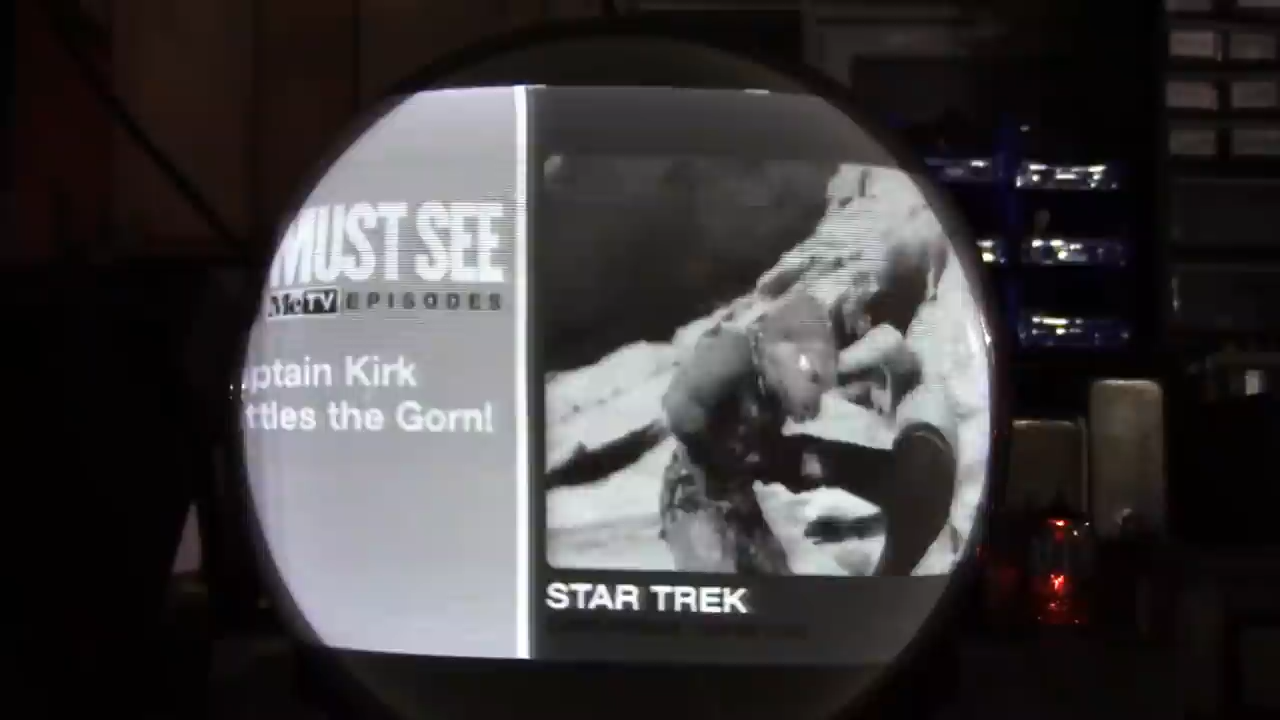 MUST SEE
MeTV EPISODES
ptain Kirk
ttles the Gorn!
STAR TREK